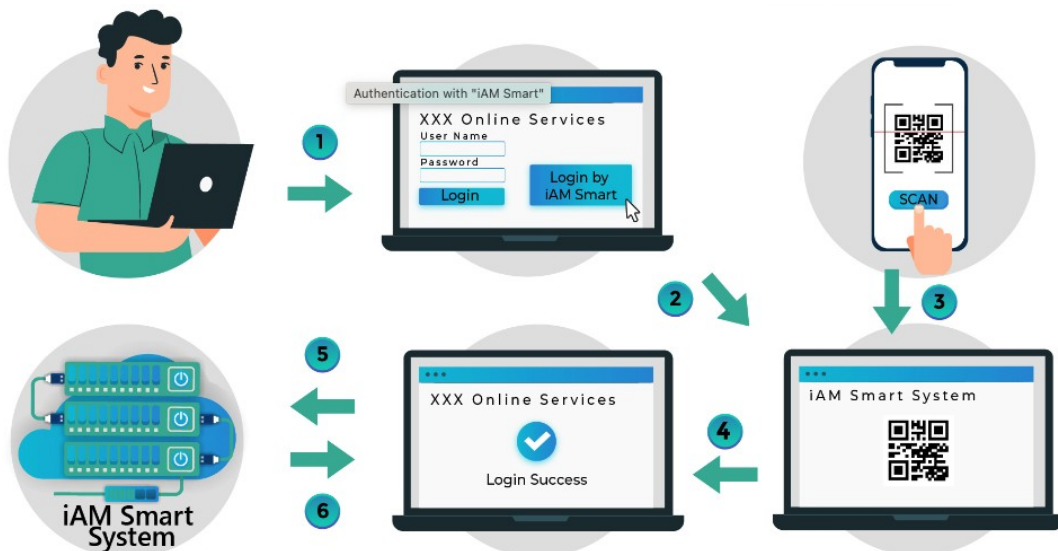 Authentication with "iAM Smart"
XXX Online Services
User Name
Password
Login
Login by
iAM Smart
1
SCAN
2
3
5
XXX Online Services
Login Success
4
iAM Smart System
6
iAM Smart
System